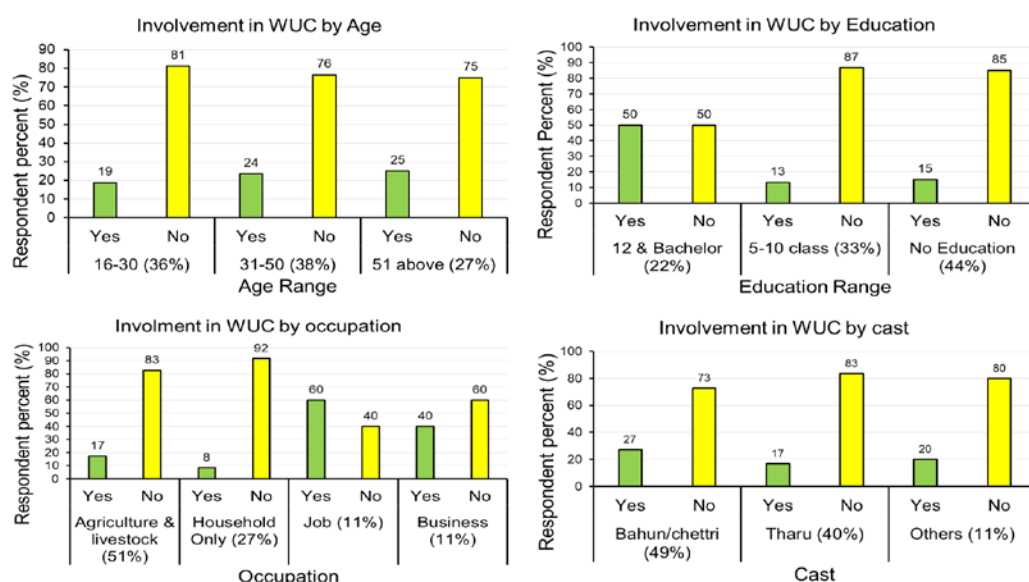 Involvement in WUC by Age
Respondent percent (%)
90
80
70
60
50
40
30
20
10
0
19
81
24
76
25
75
Yes No Yes No Yes No
16-30 (36%) 31-50 (38%) 51 above (27%)
Age Range
Involvement in WUC by Education
Respondent Percent (%)
100
90
80
70
60
50
40
30
20
10
0
50
50
13
87
15
85
Yes No Yes No Yes No
12 & Bachelor (22%)
5-10 class (33%)
No Education (44%)
Education Range
Involment in WUC by occupation
Respondent percent (%)
100
90
80
70
60
50
40
30
20
10
0
17
83
8
92
60
40
40
60
Yes No Yes No Yes No Yes No
Agriculture &
livestock
(51%)
Household
Only (27%)
Job (11%)
Business
(11%)
Occupation
Involvement in WUC by cast
Respondent percent (%)
100
80
60
40
20
0
27
73
17
83
20
80
Yes No Yes No Yes No
Bahun/chettri
(49%)
Tharu (40%)
Others (11%)
Cast